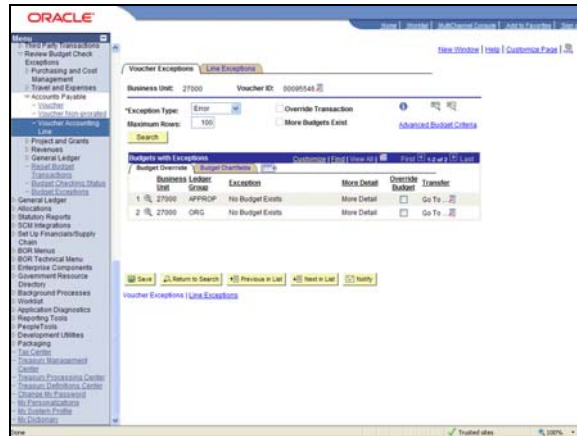 ORACLE
Home | Worklist | MultiChannel Console | Add to Favorites | Sign
Menu
Third Party Transactions
Review Budget Check
Exceptions
Purchasing and Cost
Management
Travel and Expenses
Accounts Payable
Voucher
Voucher Non-prorated
Voucher Accounting
Line
Project and Grants
Revenues
General Ledger
Reset Budget
Transactions
Budget Checking Status
Budget Exceptions
General Ledger
Allocations
Statutory Reports
SCM Integrations
Set Up Financials/Supply
Chain
BOR Menus
BOR Technical Menu
Enterprise Components
Government Resource
Directory
Background Processes
Worklist
Application Diagnostics
Reporting Tools
PeopleTools
Development Utilities
Packaging
Tax Center
Treasury Management
Center
Treasury Processing Center
Treasury Definitions Center
Change My Password
My Personalizations
My System Profile
My Dictionary
New Window | Help | Customize Page |
Voucher Exceptions Line Exceptions
Business Unit: 27000 Voucher ID: 00095546
*Exception Type: Error Override Transaction
Maximum Rows: 100 More Budgets Exist Advanced Budget Criteria
Search
Budgets with Exceptions Customize | Find | View All | First 1-2 of 2 Last
Budget Override Budget Chartfields
Business Unit Ledger Group Exception More Detail Override Budget Transfer
1 27000 APPROP No Budget Exists More Detail Go To ...
2 27000 ORG No Budget Exists More Detail Go To ...
Save Return to Search Previous in List Next in List Notify
Voucher Exceptions | Line Exceptions
Done Trusted sites 100%